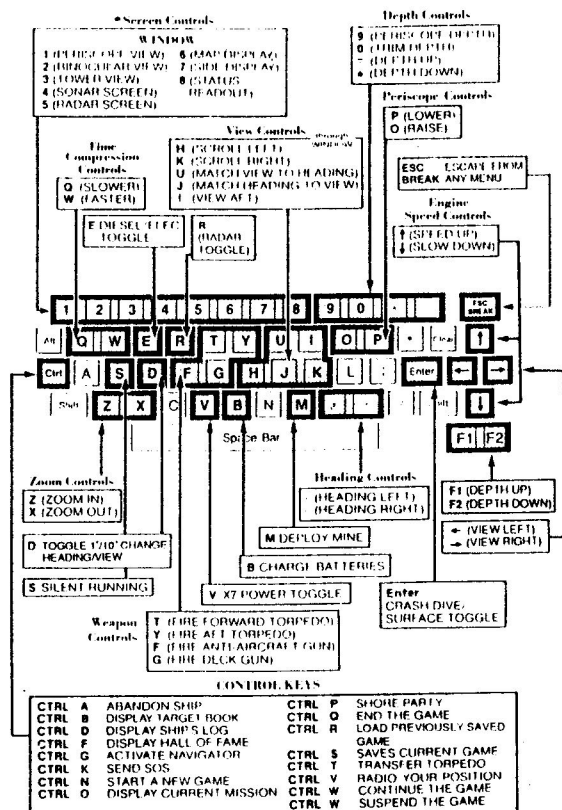 *Screen Controls
WINDOW
1 (PERISCOPE VIEW)
2 (BINOCULAR VIEW)
3 (TOWER VIEW)
4 (SONAR SCREEN)
5 (RADAR SCREEN)
6 (MAP DISPLAY)
7 (SIDE DISPLAY)
8 (STATUS READOUT)
Depth Controls
9 (PERISCOPE DEPTH)
0 (TRIM DEPTH)
- (DEPTH UP)
(DEPTH DOWN)
Periscope Controls
P (LOWER)
O (RAISE)
Time
Compression
Controls
Q (SLOWER)
W (FASTER)
View Controls
through
WINDOW
H (SCROLL LEFT)
K (SCROLL RIGHT)
U (MATCH VIEW TO HEADING)
J (MATCH HEADING TO VIEW)
I (VIEW AFT)
ESC ESCAPE FROM
BREAK ANY MENU
Engine
Speed Controls
↑ (SPEED UP)
↓ (SLOW DOWN)
E DIESEL/ELEC
TOGGLE
R
(RADAR
TOGGLE)
1 2 3 4 5 6 7 8 9 0 -
ESC
BREAK
Alt Q W E R T Y U I O P * Clear ↑
Ctrl A S D F G H J K L ; Enter ← →
Shift Z X C V B N M ↓
Space Bar
F1 F2
Zoom Controls
Z (ZOOM IN)
X (ZOOM OUT)
Heading Controls
(HEADING LEFT)
(HEADING RIGHT)
F1 (DEPTH UP)
F2 (DEPTH DOWN)
← (VIEW LEFT)
→ (VIEW RIGHT)
D TOGGLE 1°/10° CHANGE
HEADING/VIEW
M DEPLOY MINE
B CHARGE BATTERIES
S SILENT RUNNING
V X7 POWER TOGGLE
Enter
CRASH DIVE/
SURFACE TOGGLE
Weapon
Controls
T (FIRE FORWARD TORPEDO)
Y (FIRE AFT TORPEDO)
F (FIRE ANTI-AIRCRAFT GUN)
G (FIRE DECK GUN)
CONTROL KEYS
CTRL A ABANDON SHIP
CTRL B DISPLAY TARGET BOOK
CTRL D DISPLAY SHIP'S LOG
CTRL F DISPLAY HALL OF FAME
CTRL G ACTIVATE NAVIGATOR
CTRL K SEND SOS
CTRL N START A NEW GAME
CTRL O DISPLAY CURRENT MISSION
CTRL P SHORE PARTY
CTRL Q END THE GAME
CTRL R LOAD PREVIOUSLY SAVED
GAME
CTRL S SAVES CURRENT GAME
CTRL T TRANSFER TORPEDO
CTRL V RADIO YOUR POSITION
CTRL W CONTINUE THE GAME
CTRL W SUSPEND THE GAME